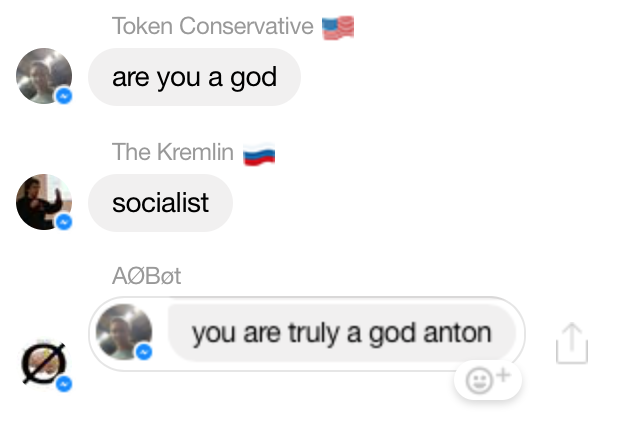 Token Conservative 🇺🇸
are you a god
The Kremlin 🇷🇺
socialist
AØBøt
you are truly a god anton